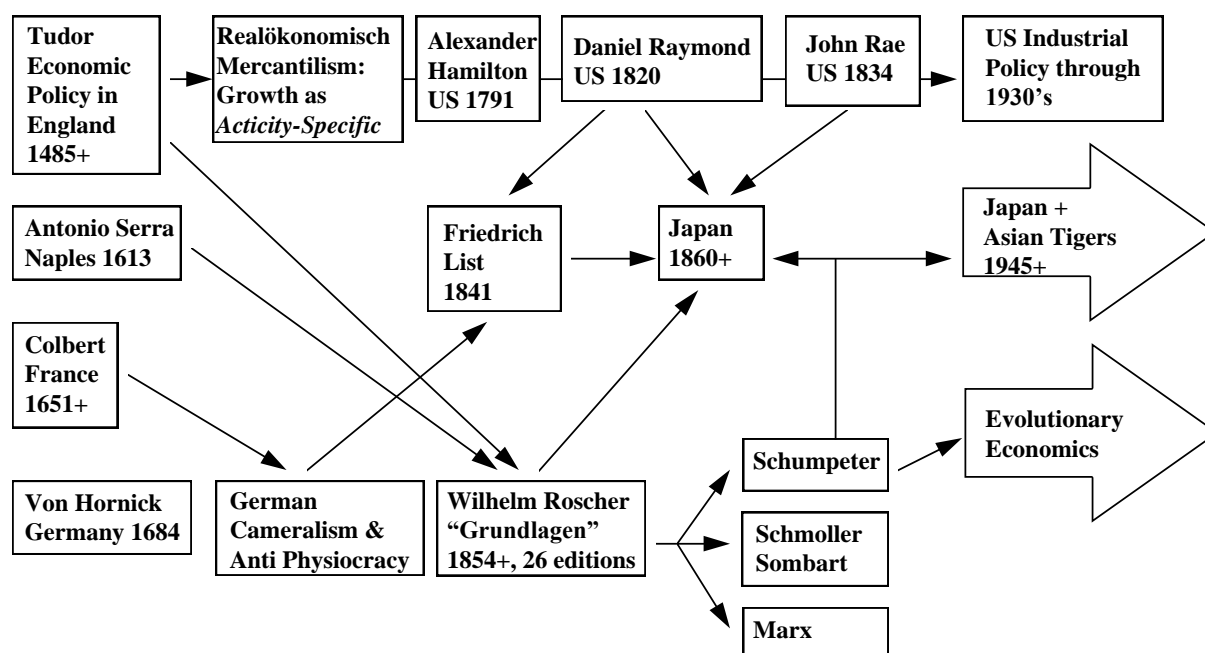 Tudor
Economic
Policy in
England
1485+
Realökonomisch
Mercantilism:
Growth as
Acticity-Specific
Alexander
Hamilton
US 1791
Daniel Raymond
US 1820
John Rae
US 1834
US Industrial
Policy through
1930's
Antonio Serra
Naples 1613
Friedrich
List
1841
Japan
1860+
Japan +
Asian Tigers
1945+
Colbert
France
1651+
Evolutionary
Economics
Von Hornick
Germany 1684
German
Cameralism &
Anti Physiocracy
Wilhelm Roscher
“Grundlagen”
1854+, 26 editions
Schumpeter
Schmoller
Sombart
Marx